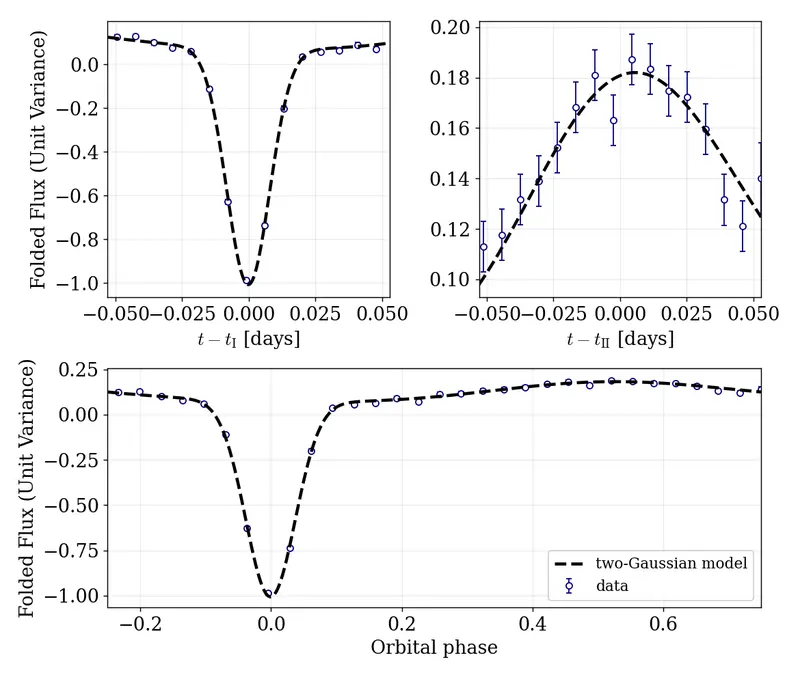 Folded Flux (Unit Variance)
0.0
−0.2
−0.4
−0.6
−0.8
−1.0
−0.050 −0.025 0.000 0.025 0.050
t − t_I [days]
0.20
0.18
0.16
0.14
0.12
0.10
−0.050 −0.025 0.000 0.025 0.050
t − t_II [days]
Folded Flux (Unit Variance)
0.25
0.00
−0.25
−0.50
−0.75
−1.00
−0.2 0.0 0.2 0.4 0.6
Orbital phase
two-Gaussian model
data